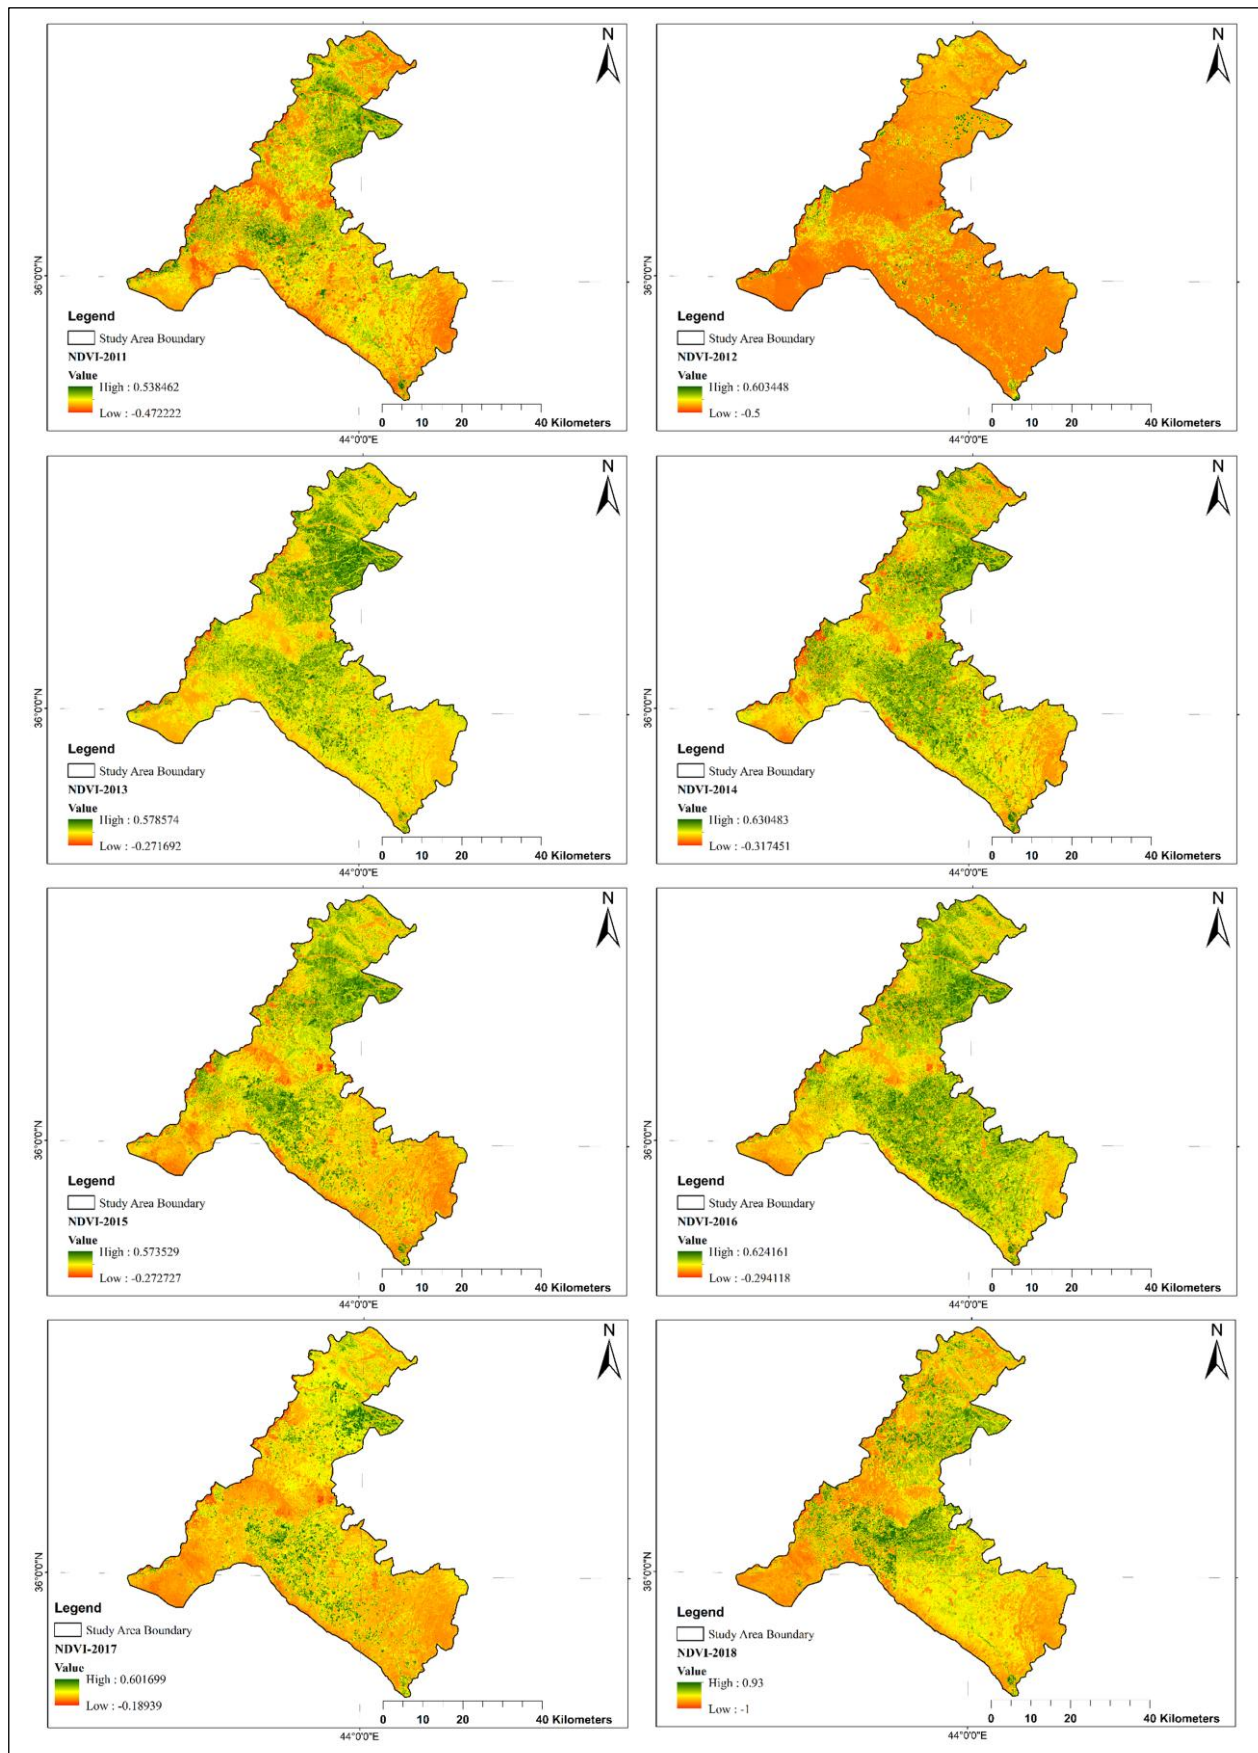 N
36°0'0"N
Legend
Study Area Boundary
NDVI-2011
Value
High : 0.538462
Low : -0.472222
0 10 20 40 Kilometers
44°0'0"E
N
36°0'0"N
Legend
Study Area Boundary
NDVI-2012
Value
High : 0.603448
Low : -0.5
0 10 20 40 Kilometers
44°0'0"E
N
36°0'0"N
Legend
Study Area Boundary
NDVI-2013
Value
High : 0.578574
Low : -0.271692
0 10 20 40 Kilometers
44°0'0"E
N
36°0'0"N
Legend
Study Area Boundary
NDVI-2014
Value
High : 0.630483
Low : -0.317451
0 10 20 40 Kilometers
44°0'0"E
N
36°0'0"N
Legend
Study Area Boundary
NDVI-2015
Value
High : 0.573529
Low : -0.272727
0 10 20 40 Kilometers
44°0'0"E
N
36°0'0"N
Legend
Study Area Boundary
NDVI-2016
Value
High : 0.624161
Low : -0.294118
0 10 20 40 Kilometers
44°0'0"E
N
36°0'0"N
Legend
Study Area Boundary
NDVI-2017
Value
High : 0.601699
Low : -0.18939
0 10 20 40 Kilometers
44°0'0"E
N
36°0'0"N
Legend
Study Area Boundary
NDVI-2018
Value
High : 0.93
Low : -1
0 10 20 40 Kilometers
44°0'0"E